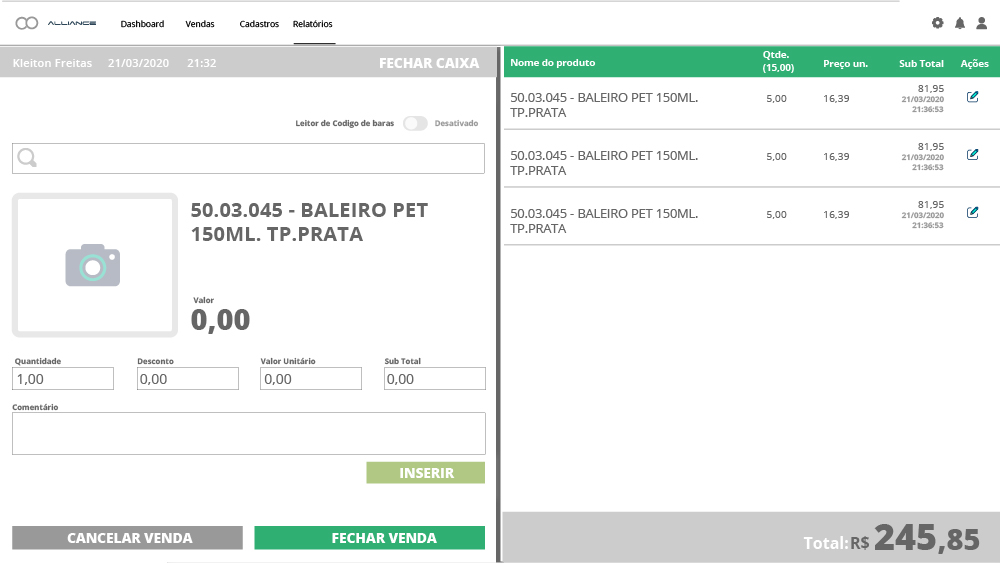 ALLIANCE Dashboard Vendas Cadastros Relatórios
Kleiton Freitas 21/03/2020 21:32 FECHAR CAIXA
Leitor de Codigo de baras Desativado
50.03.045 - BALEIRO PET
150ML. TP.PRATA
Valor
0,00
Quantidade Desconto Valor Unitário Sub Total
1,00 0,00 0,00 0,00
Comentário
INSERIR
CANCELAR VENDA FECHAR VENDA
Nome do produto Qtde. (15,00) Preço un. Sub Total Ações
50.03.045 - BALEIRO PET 150ML. 5,00 16,39 81,95
TP.PRATA 21/03/2020
21:36:53
50.03.045 - BALEIRO PET 150ML. 5,00 16,39 81,95
TP.PRATA 21/03/2020
21:36:53
50.03.045 - BALEIRO PET 150ML. 5,00 16,39 81,95
TP.PRATA 21/03/2020
21:36:53
Total: R$ 245,85